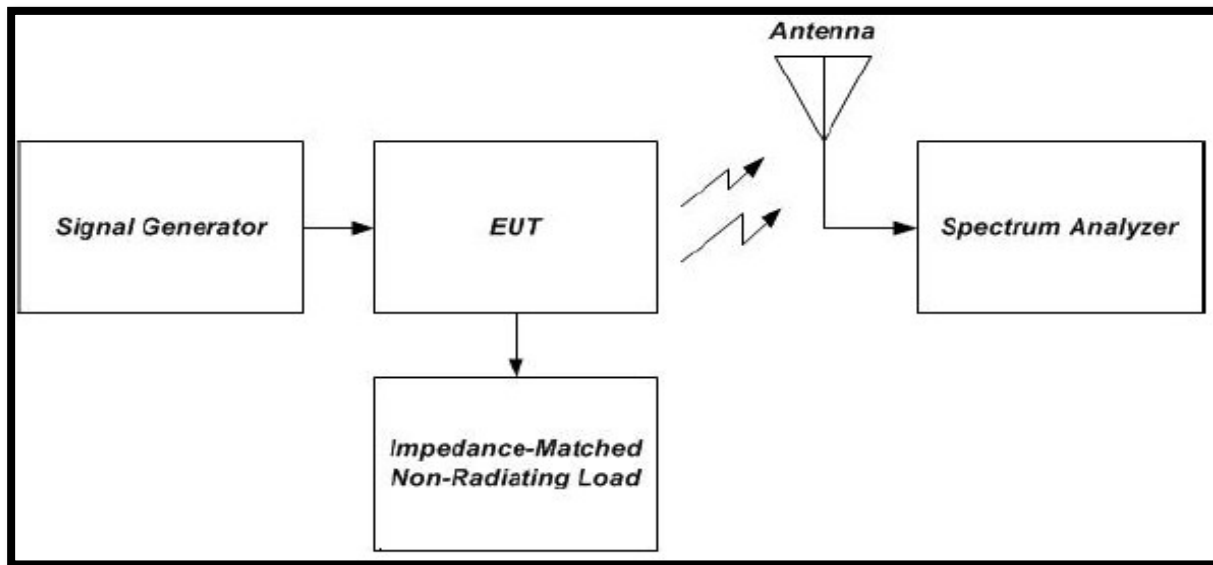 Antenna
Signal Generator
EUT
Spectrum Analyzer
Impedance-Matched
Non-Radiating Load